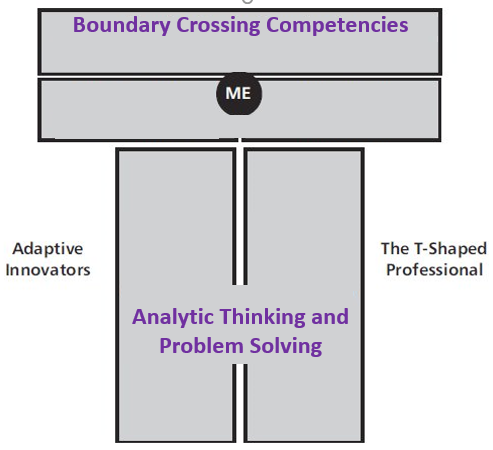 Boundary Crossing Competencies
ME
Adaptive
Innovators
The T-Shaped
Professional
Analytic Thinking and
Problem Solving